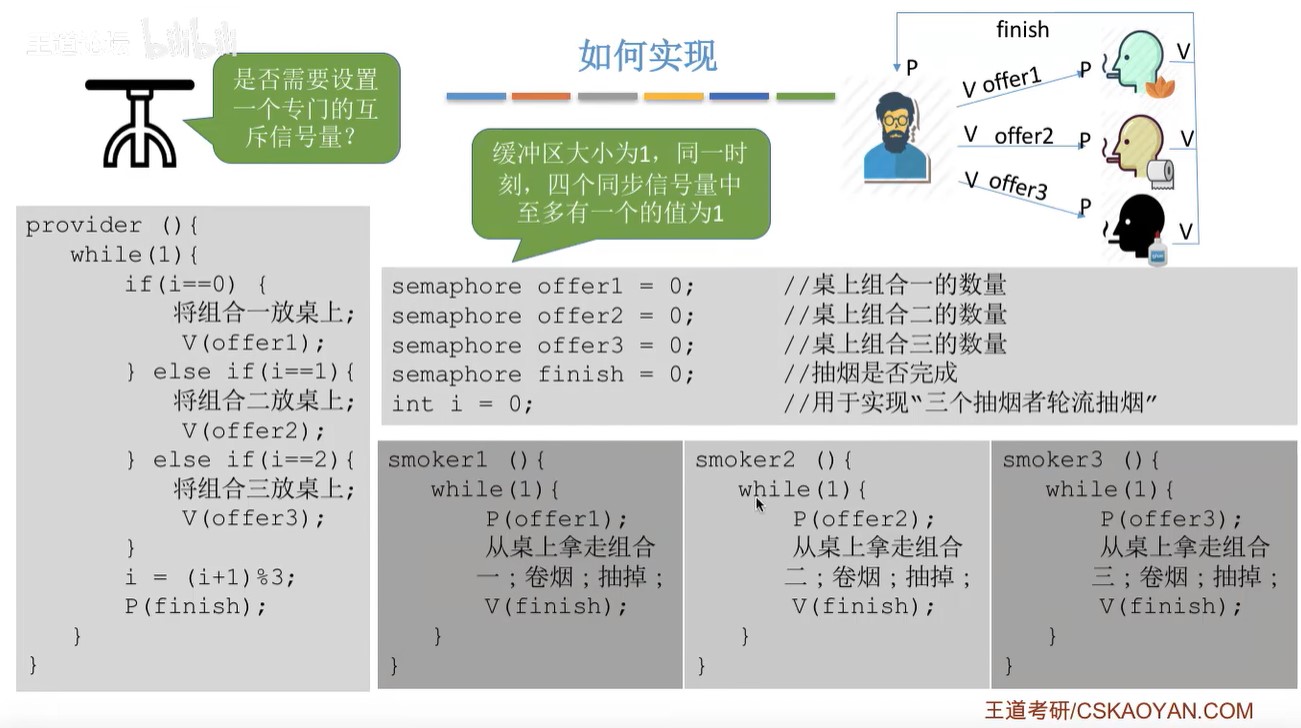 王道论坛 bilibili
如何实现
是否需要设置
一个专门的互
斥信号量？
缓冲区大小为1，同一时
刻，四个同步信号量中
至多有一个的值为1
finish
P
V offer1 P V
V offer2 P V
V offer3 P V
provider (){
while(1){
if(i==0) {
将组合一放桌上;
V(offer1);
} else if(i==1){
将组合二放桌上;
V(offer2);
} else if(i==2){
将组合三放桌上;
V(offer3);
}
i = (i+1)%3;
P(finish);
}
}
semaphore offer1 = 0; //桌上组合一的数量
semaphore offer2 = 0; //桌上组合二的数量
semaphore offer3 = 0; //桌上组合三的数量
semaphore finish = 0; //抽烟是否完成
int i = 0; //用于实现“三个抽烟者轮流抽烟”
smoker1 (){
while(1){
P(offer1);
从桌上拿走组合
一；卷烟；抽掉；
V(finish);
}
}
smoker2 (){
while(1){
P(offer2);
从桌上拿走组合
二；卷烟；抽掉；
V(finish);
}
}
smoker3 (){
while(1){
P(offer3);
从桌上拿走组合
三；卷烟；抽掉；
V(finish);
}
}
王道考研/CSKAOYAN.COM